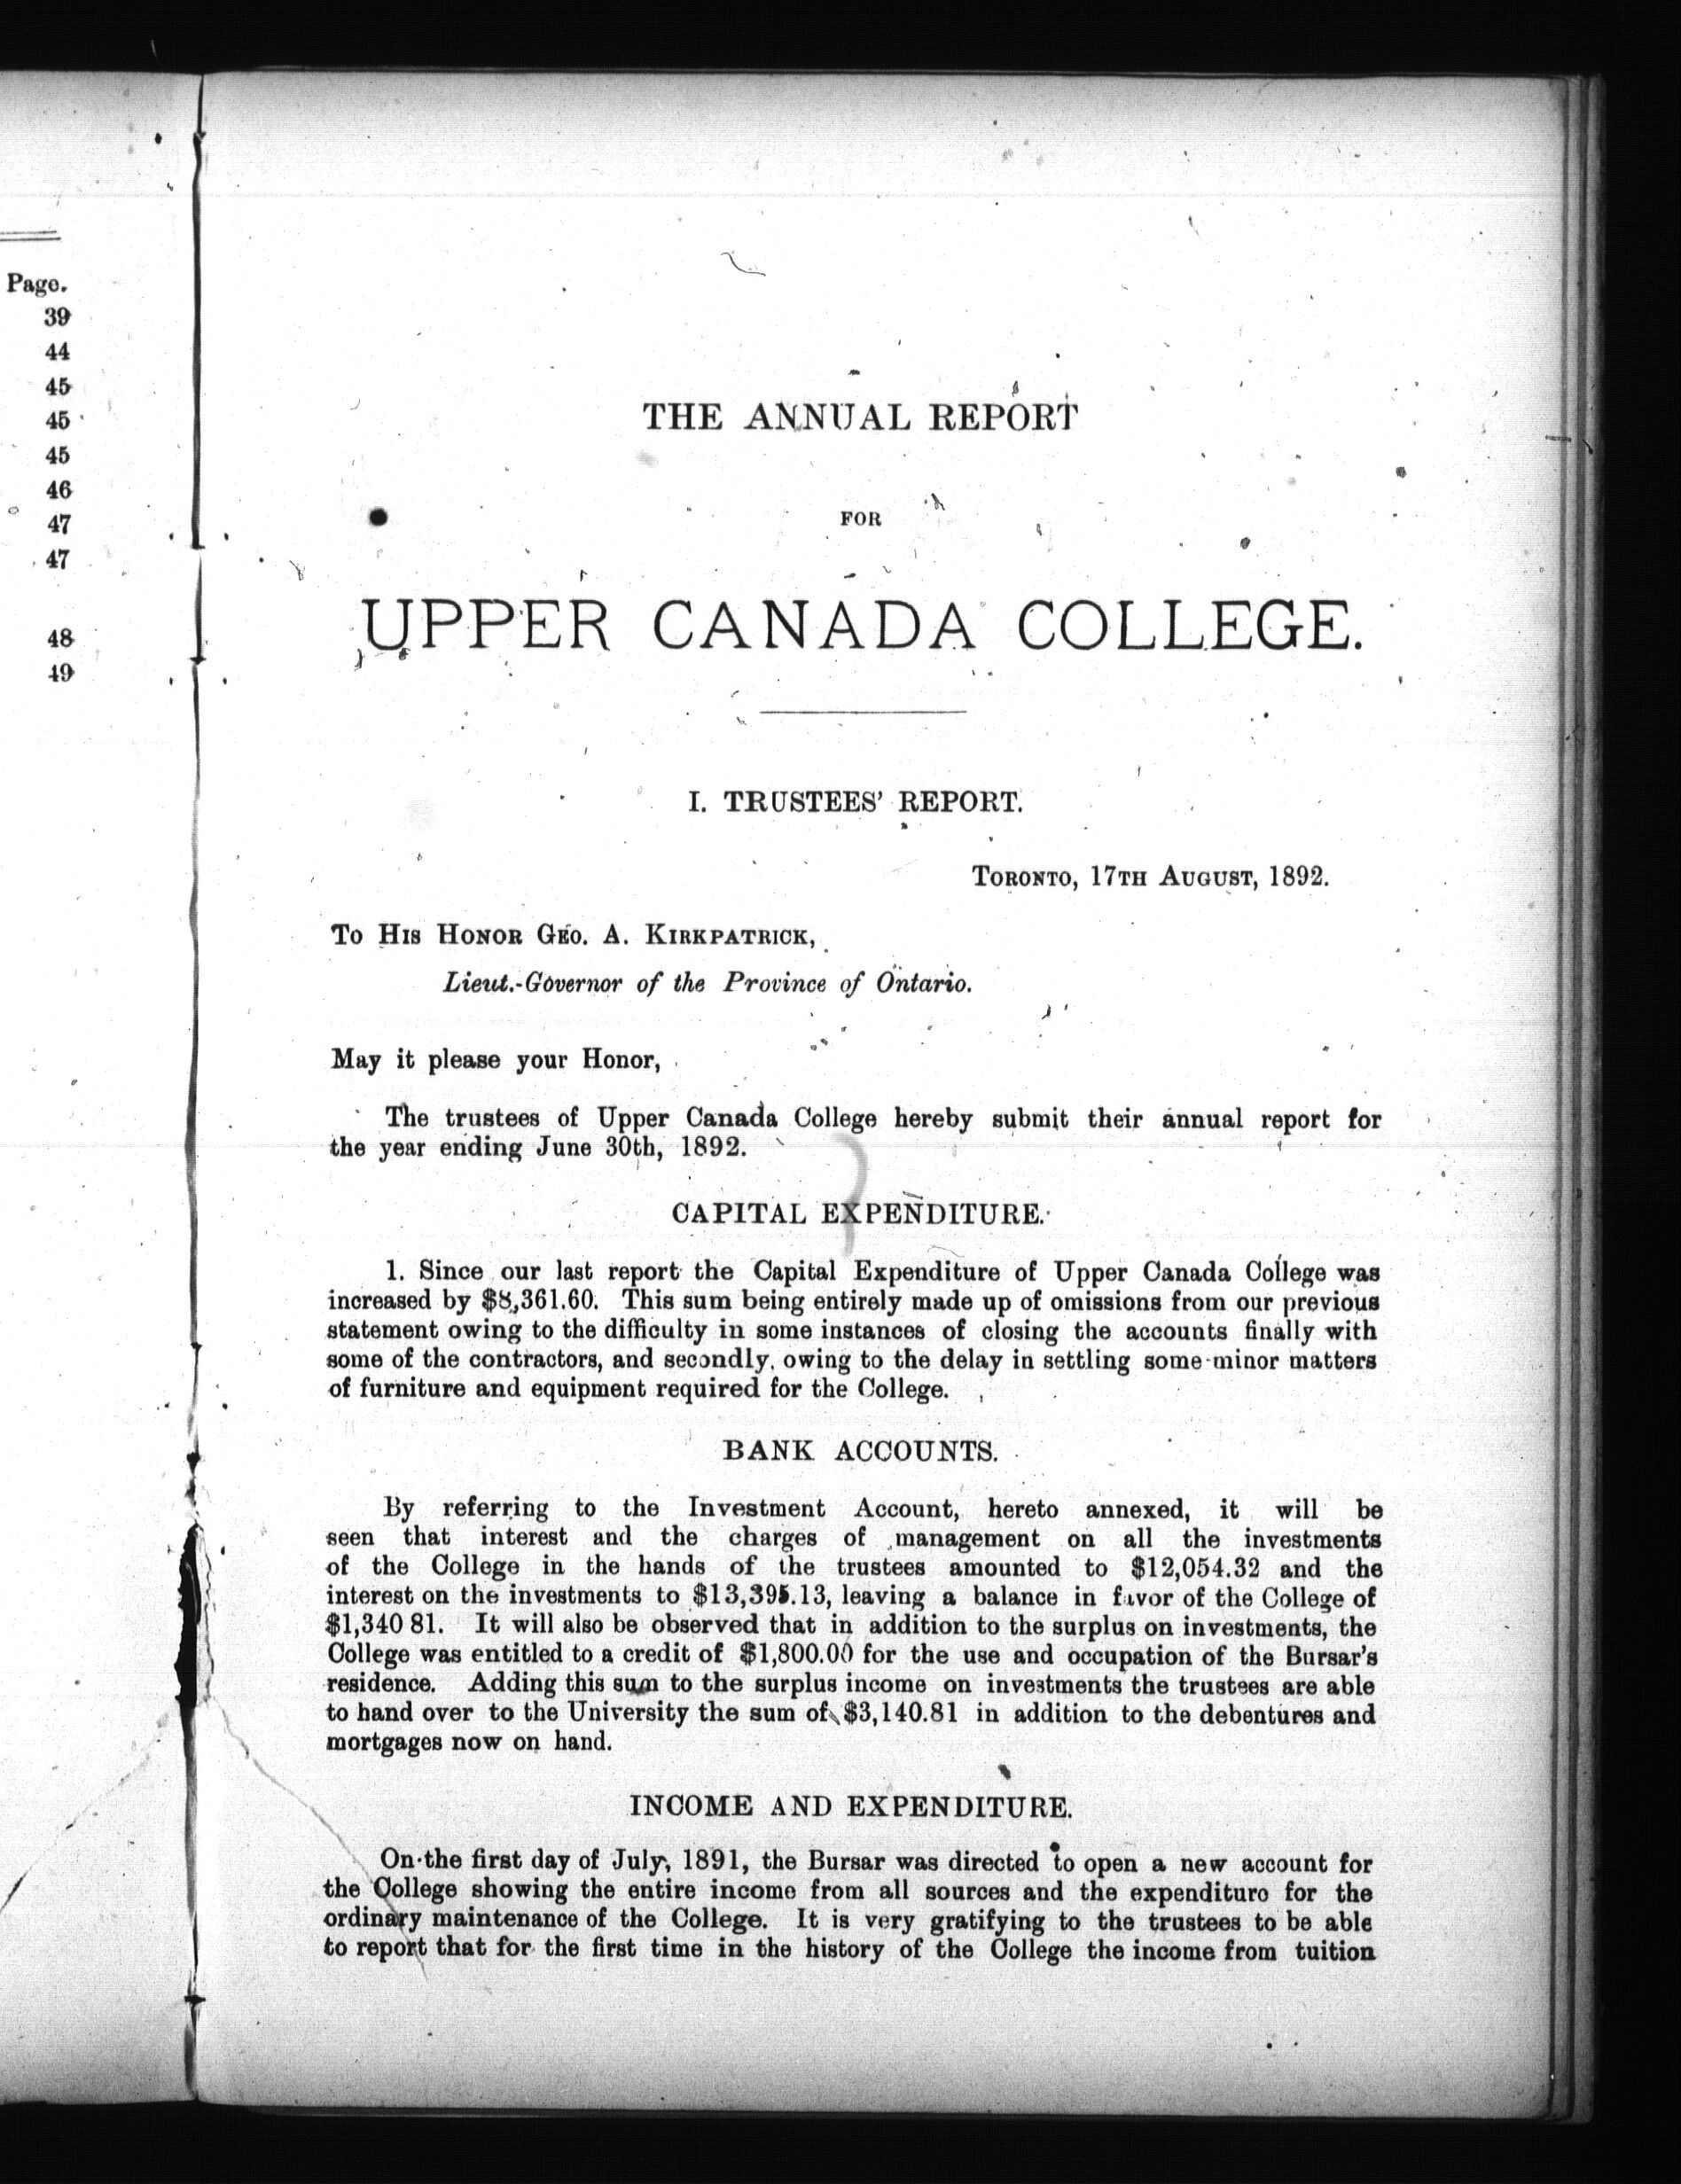 Page.
39
44
45
45
45
46
47
47
48
49
THE ANNUAL REPORT
FOR
UPPER CANADA COLLEGE.
I. TRUSTEES' REPORT.
TORONTO, 17TH AUGUST, 1892.
TO HIS HONOR GEO. A. KIRKPATRICK,
Lieut.-Governor of the Province of Ontario.
May it please your Honor,
The trustees of Upper Canada College hereby submit their annual report for
the year ending June 30th, 1892.
CAPITAL EXPENDITURE.
1. Since our last report the Capital Expenditure of Upper Canada College was
increased by $8,361.60. This sum being entirely made up of omissions from our previous
statement owing to the difficulty in some instances of closing the accounts finally with
some of the contractors, and secondly, owing to the delay in settling some minor matters
of furniture and equipment required for the College.
BANK ACCOUNTS.
By referring to the Investment Account, hereto annexed, it will be
seen that interest and the charges of management on all the investments
of the College in the hands of the trustees amounted to $12,054.32 and the
interest on the investments to $13,395.13, leaving a balance in favor of the College of
$1,340 81. It will also be observed that in addition to the surplus on investments, the
College was entitled to a credit of $1,800.00 for the use and occupation of the Bursar's
residence. Adding this sum to the surplus income on investments the trustees are able
to hand over to the University the sum of $3,140.81 in addition to the debentures and
mortgages now on hand.
INCOME AND EXPENDITURE.
On the first day of July, 1891, the Bursar was directed to open a new account for
the College showing the entire income from all sources and the expenditure for the
ordinary maintenance of the College. It is very gratifying to the trustees to be able
to report that for the first time in the history of the College the income from tuition